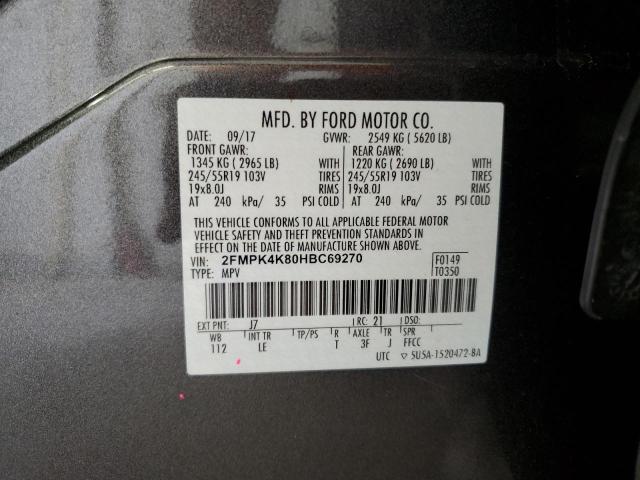 MFD. BY FORD MOTOR CO.
DATE: 09/17 GVWR: 2549 KG ( 5620 LB)
FRONT GAWR: REAR GAWR:
1345 KG ( 2965 LB) WITH 1220 KG ( 2690 LB) WITH
245/55R19 103V TIRES 245/55R19 103V TIRES
19x8.0J RIMS 19x8.0J RIMS
AT 240 kPa/ 35 PSI COLD AT 240 kPa/ 35 PSI COLD
THIS VEHICLE CONFORMS TO ALL APPLICABLE FEDERAL MOTOR
VEHICLE SAFETY AND THEFT PREVENTION STANDARDS IN
EFFECT ON THE DATE OF MANUFACTURE SHOWN ABOVE.
VIN: 2FMPK4K80HBC69270 F0149
TYPE: MPV T0350
EXT PNT: J7 RC: 21 DSO:
WB INT TR TP/PS R AXLE TR SPR
112 LE T 3F J FFCC
UTC ▽ 5U5A-1520472-BA